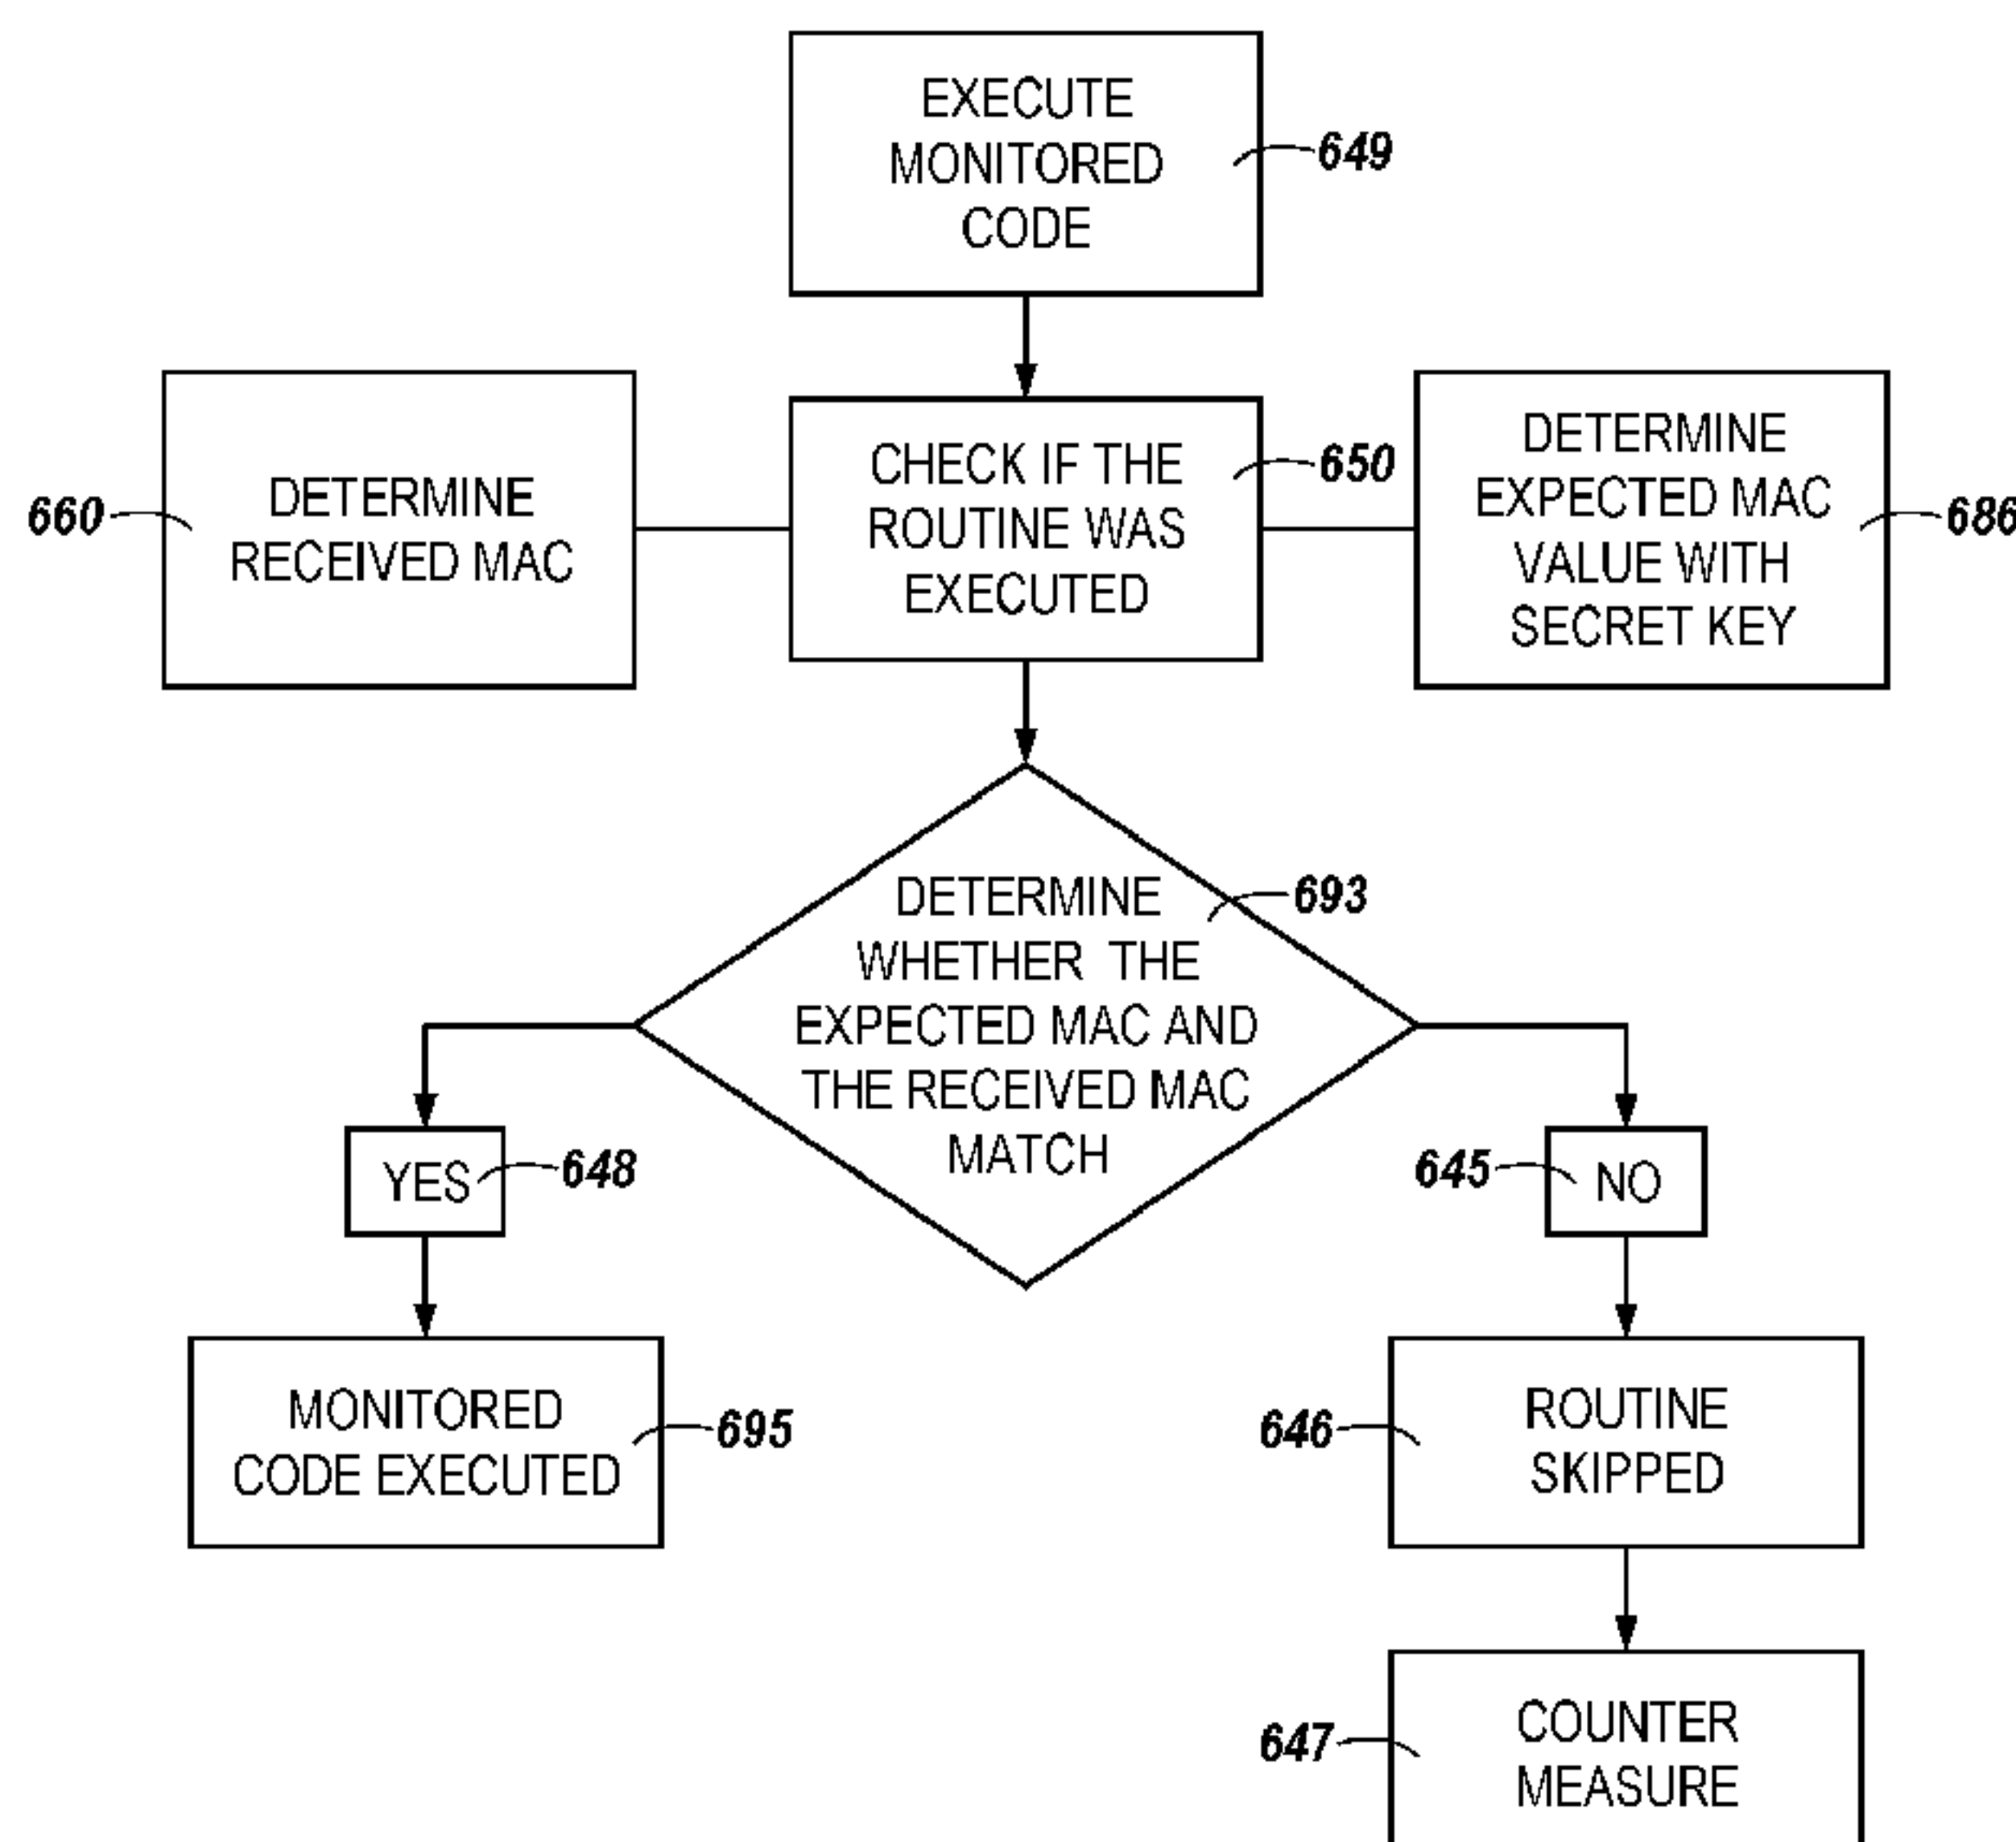 EXECUTE
MONITORED
CODE
649
660
DETERMINE
RECEIVED MAC
CHECK IF THE
ROUTINE WAS
EXECUTED
650
DETERMINE
EXPECTED MAC
VALUE WITH
SECRET KEY
686
DETERMINE
WHETHER THE
EXPECTED MAC AND
THE RECEIVED MAC
MATCH
693
YES
648
645
NO
MONITORED
CODE EXECUTED
695
646
ROUTINE
SKIPPED
647
COUNTER
MEASURE